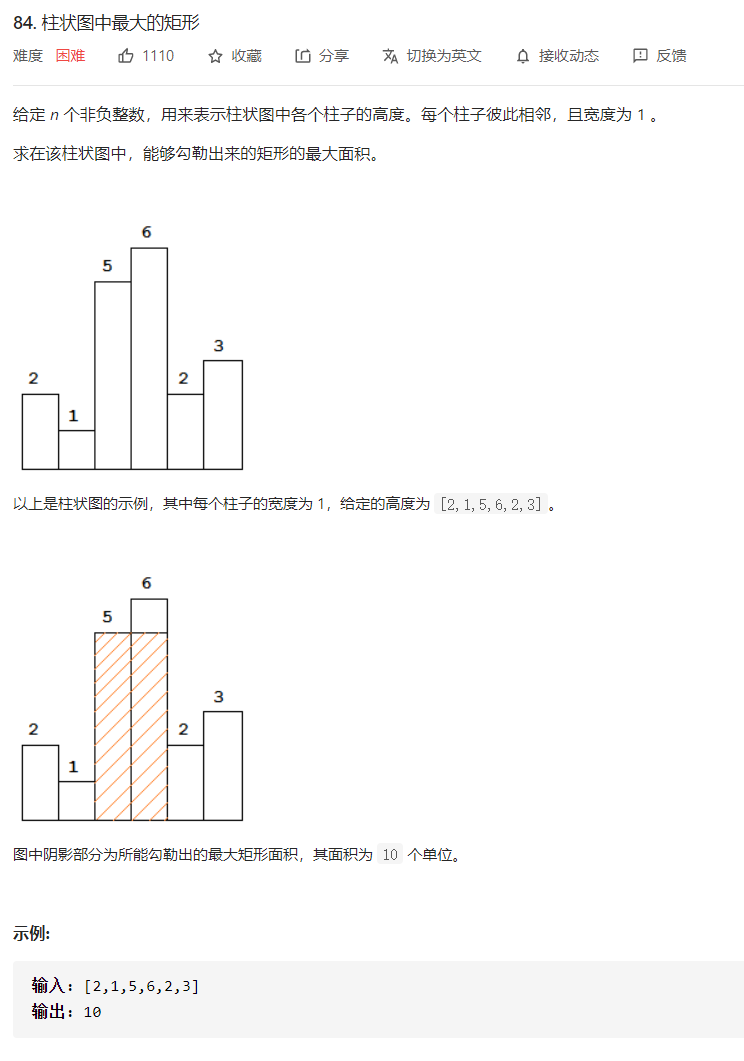 84. 柱状图中最大的矩形
难度 困难 1110 收藏 分享 切换为英文 接收动态 反馈
给定 n 个非负整数，用来表示柱状图中各个柱子的高度。每个柱子彼此相邻，且宽度为 1 。
求在该柱状图中，能够勾勒出来的矩形的最大面积。
6
5
3
2
2
1
以上是柱状图的示例，其中每个柱子的宽度为 1，给定的高度为 [2,1,5,6,2,3] 。
6
5
3
2
2
1
图中阴影部分为所能勾勒出的最大矩形面积，其面积为 10 个单位。
示例:
输入: [2,1,5,6,2,3]
输出: 10